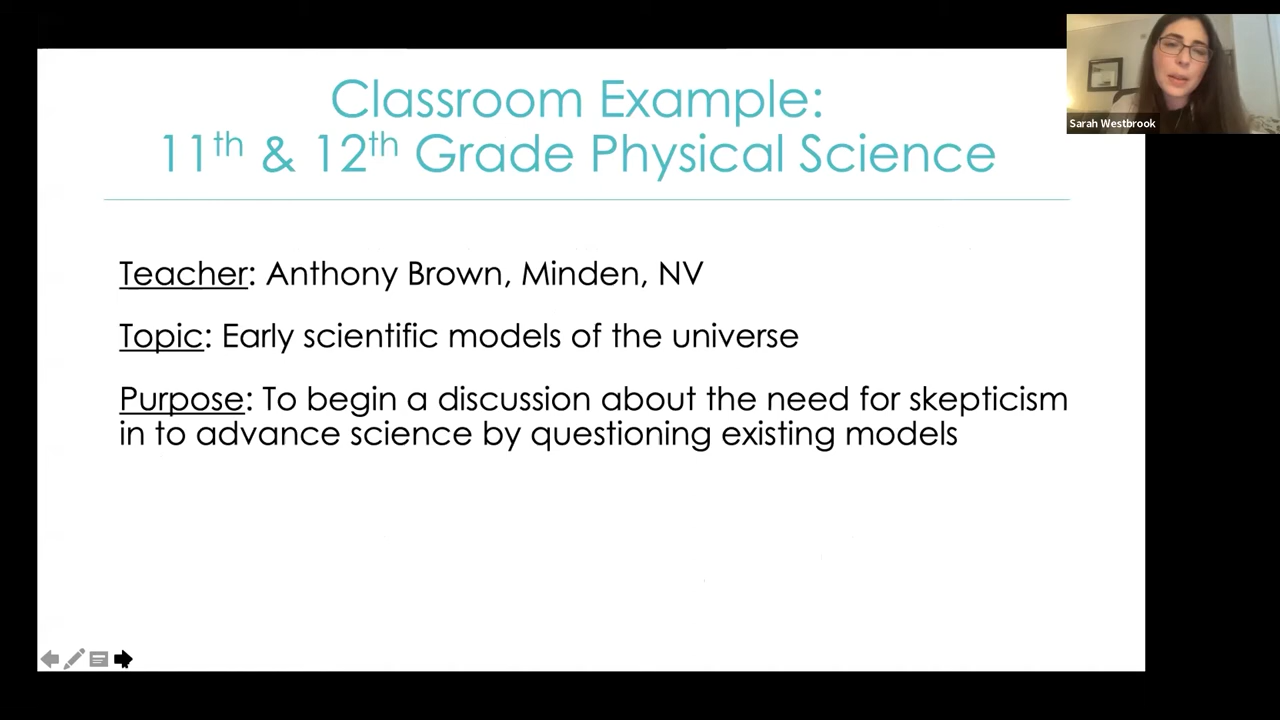 Classroom Example:
11th & 12th Grade Physical Science
Teacher: Anthony Brown, Minden, NV
Topic: Early scientific models of the universe
Purpose: To begin a discussion about the need for skepticism
in to advance science by questioning existing models
Sarah Westbrook